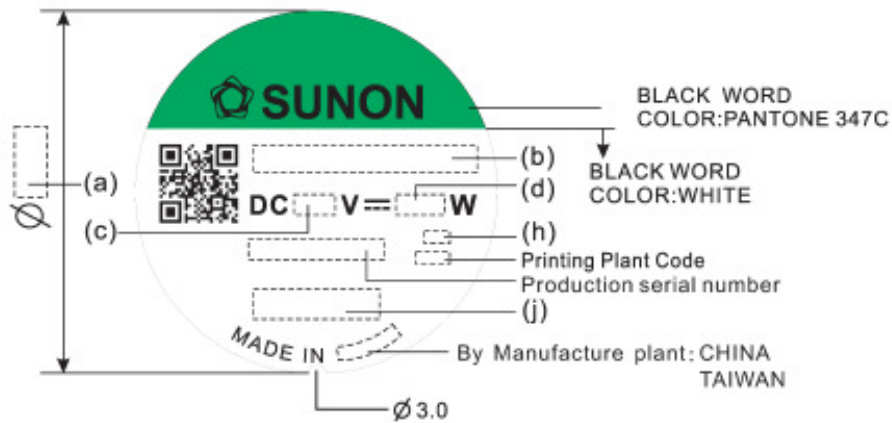 SUNON
BLACK WORD
COLOR:PANTONE 347C
BLACK WORD
COLOR:WHITE
(a)
Ø
(b)
(d)
DC V W
(c)
(h)
Printing Plant Code
Production serial number
(j)
MADE IN
By Manufacture plant: CHINA
TAIWAN
Ø 3.0